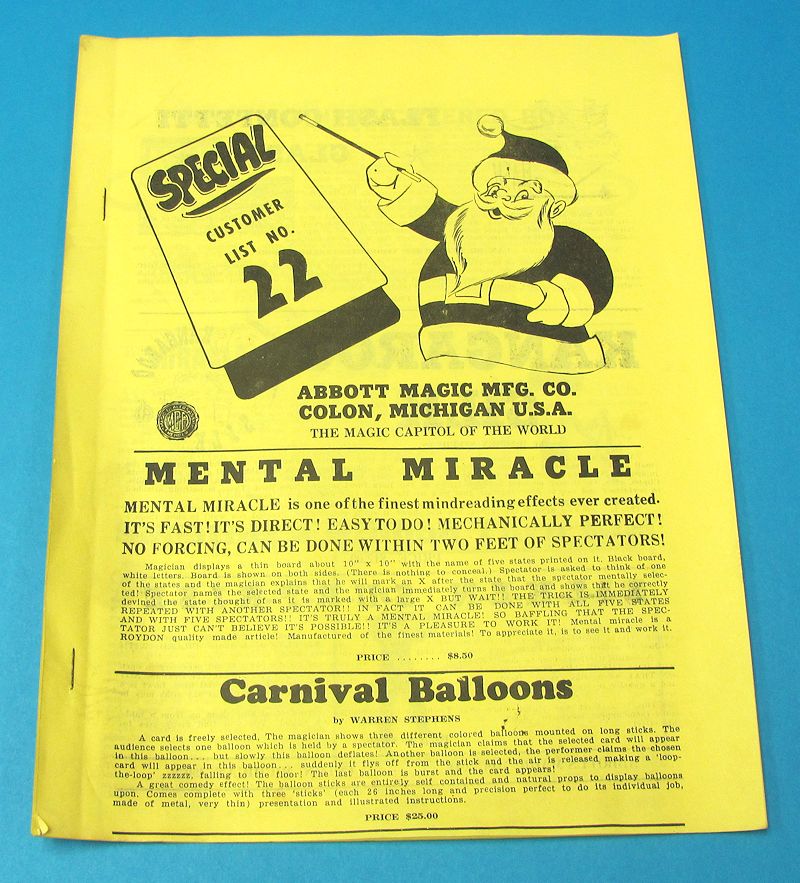 SPECIAL
CUSTOMER
LIST NO.
22
ABBOTT MAGIC MFG. CO.
COLON, MICHIGAN U.S.A.
THE MAGIC CAPITOL OF THE WORLD
MENTAL MIRACLE
MENTAL MIRACLE is one of the finest mindreading effects ever created.
IT'S FAST! IT'S DIRECT! EASY TO DO! MECHANICALLY PERFECT!
NO FORCING, CAN BE DONE WITHIN TWO FEET OF SPECTATORS!
Magician displays a thin board about 10" x 10" with the name of five states printed on it. Black board,
white letters. Board is shown on both sides. (There is nothing to conceal.) Spectator is asked to think of one
of the states and the magician explains that he will mark an X after the state that the spectator mentally selec-
ted! Spectator names the selected state and the magician immediately turns the board and shows that he correctly
devined the state thought of as it is marked with a large X BUT WAIT!! THE TRICK IS IMMEDIATELY
REPEATED WITH ANOTHER SPECTATOR!! IN FACT IT CAN BE DONE WITH ALL FIVE STATES
AND WITH FIVE SPECTATORS!! IT'S TRULY A MENTAL MIRACLE! SO BAFFLING THAT THE SPEC-
TATOR JUST CAN'T BELIEVE IT'S POSSIBLE!! IT'S A PLEASURE TO WORK IT! Mental miracle is a
ROYDON quality made article! Manufactured of the finest materials! To appreciate it, is to see it and work it.
PRICE ........ $8.50
Carnival Balloons
by WARREN STEPHENS
A card is freely selected, The magician shows three different colored balloons mounted on long sticks. The
audience selects one balloon which is held by a spectator. The magician claims that the selected card will appear
in this balloon... but slowly this balloon deflates! Another balloon is selected, the performer claims the chosen
card will appear in this balloon... suddenly it flys off from the stick and the air is released making a 'loop-
the-loop' zzzzzz, falling to the floor! The last balloon is burst and the card appears!
A great comedy effect! The balloon sticks are entirely self contained and natural props to display balloons
upon. Comes complete with three 'sticks' (each 26 inches long and precision perfect to do its individual job,
made of metal, very thin) presentation and illustrated instructions.
PRICE $25.00